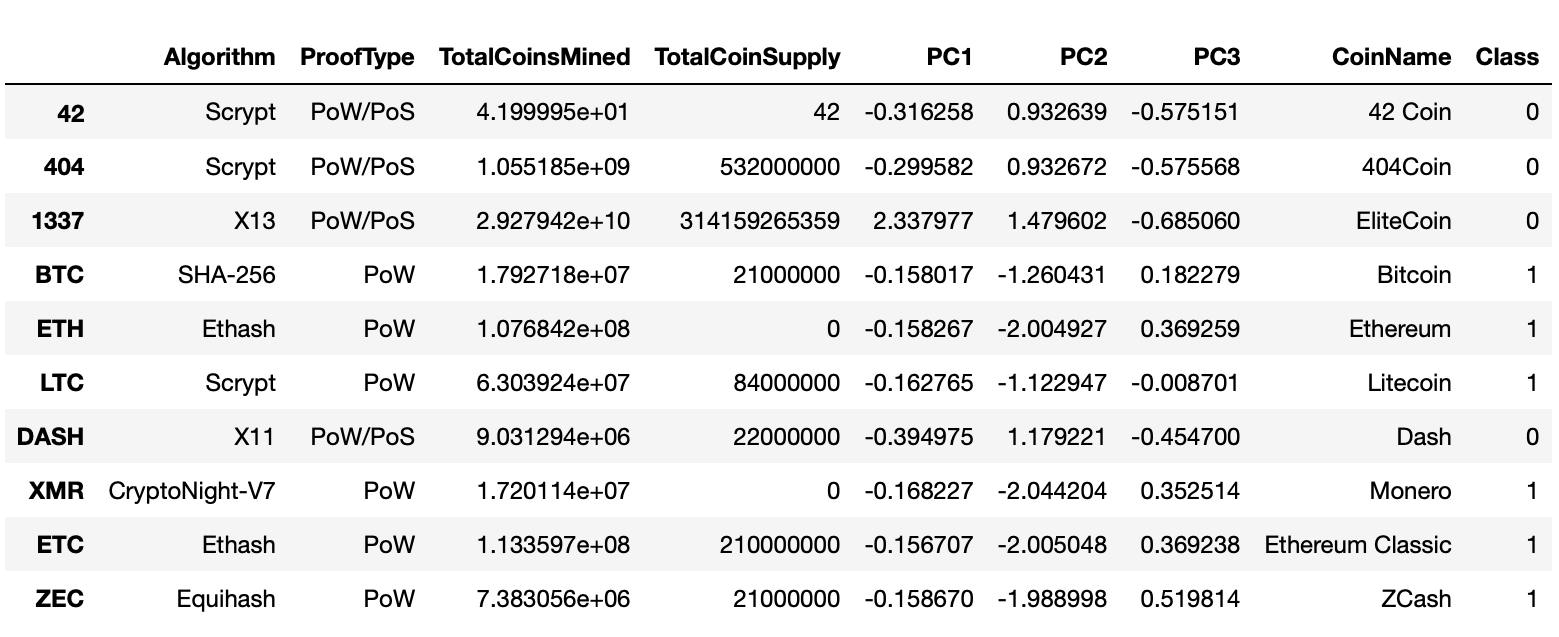 Algorithm ProofType TotalCoinsMined TotalCoinSupply PC1 PC2 PC3 CoinName Class
42 Scrypt PoW/PoS 4.199995e+01 42 -0.316258 0.932639 -0.575151 42 Coin 0
404 Scrypt PoW/PoS 1.055185e+09 532000000 -0.299582 0.932672 -0.575568 404Coin 0
1337 X13 PoW/PoS 2.927942e+10 314159265359 2.337977 1.479602 -0.685060 EliteCoin 0
BTC SHA-256 PoW 1.792718e+07 21000000 -0.158017 -1.260431 0.182279 Bitcoin 1
ETH Ethash PoW 1.076842e+08 0 -0.158267 -2.004927 0.369259 Ethereum 1
LTC Scrypt PoW 6.303924e+07 84000000 -0.162765 -1.122947 -0.008701 Litecoin 1
DASH X11 PoW/PoS 9.031294e+06 22000000 -0.394975 1.179221 -0.454700 Dash 0
XMR CryptoNight-V7 PoW 1.720114e+07 0 -0.168227 -2.044204 0.352514 Monero 1
ETC Ethash PoW 1.133597e+08 210000000 -0.156707 -2.005048 0.369238 Ethereum Classic 1
ZEC Equihash PoW 7.383056e+06 21000000 -0.158670 -1.988998 0.519814 ZCash 1